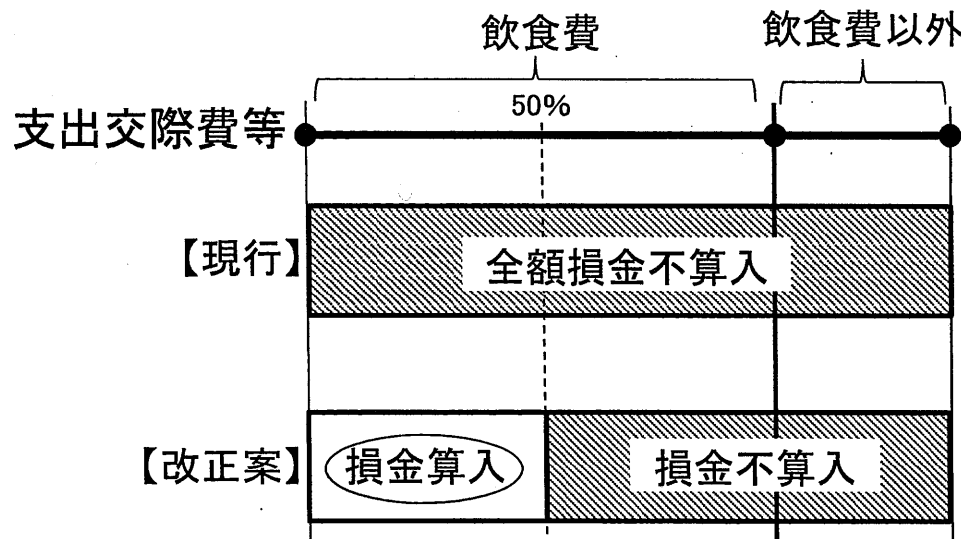 飲食費 飲食費以外
50%
支出交際費等
【現行】 全額損金不算入
【改正案】 損金算入 損金不算入